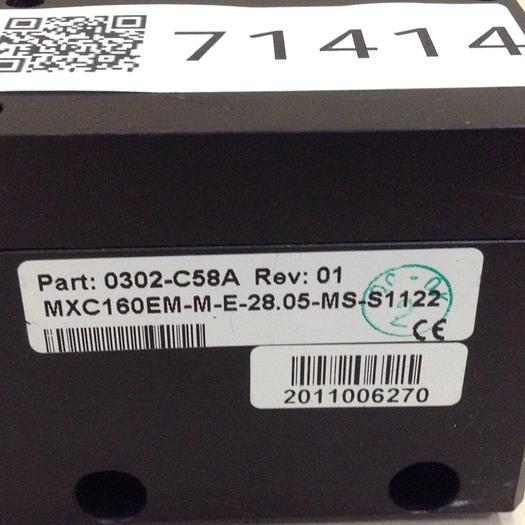 71414
Part: 0302-C58A Rev: 01
MXC160EM-M-E-28.05-MS-S1122
CE
2011006270